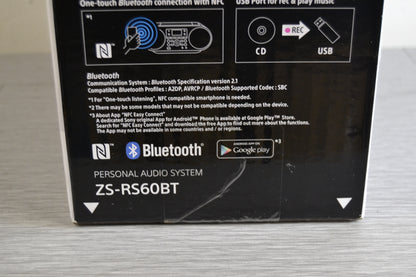 One-touch Bluetooth connection with NFC
USB Port for rec & play music
*1
CD
REC
USB
Bluetooth
Communication System : Bluetooth Specification version 2.1
Compatible Bluetooth Profiles : A2DP, AVRCP / Bluetooth Supported Codec : SBC
*1 For "One-touch listening", NFC compatible smartphone is needed.
*2 There may be some models that may not be compatible depending on the device.
*3 About App "NFC Easy Connect"
A dedicated Sony original App for Android™ Phone is available at Google Play™ Store.
Search for "NFC Easy Connect" and download the free App to find out more about the functions.
The App may not be available in some countries and / or regions.
Bluetooth®
ANDROID APP ON
Google play
*3
PERSONAL AUDIO SYSTEM
ZS-RS60BT